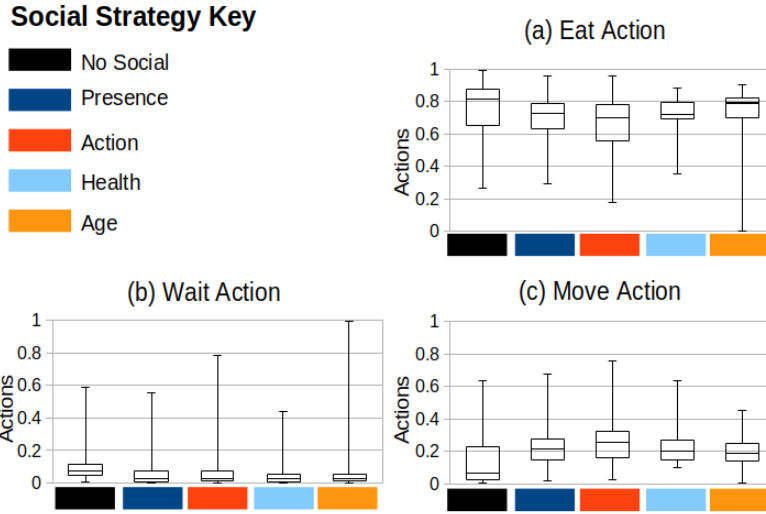 Social Strategy Key
No Social
Presence
Action
Health
Age
(a) Eat Action
Actions
1
0.8
0.6
0.4
0.2
0
(b) Wait Action
Actions
1
0.8
0.6
0.4
0.2
0
(c) Move Action
Actions
1
0.8
0.6
0.4
0.2
0